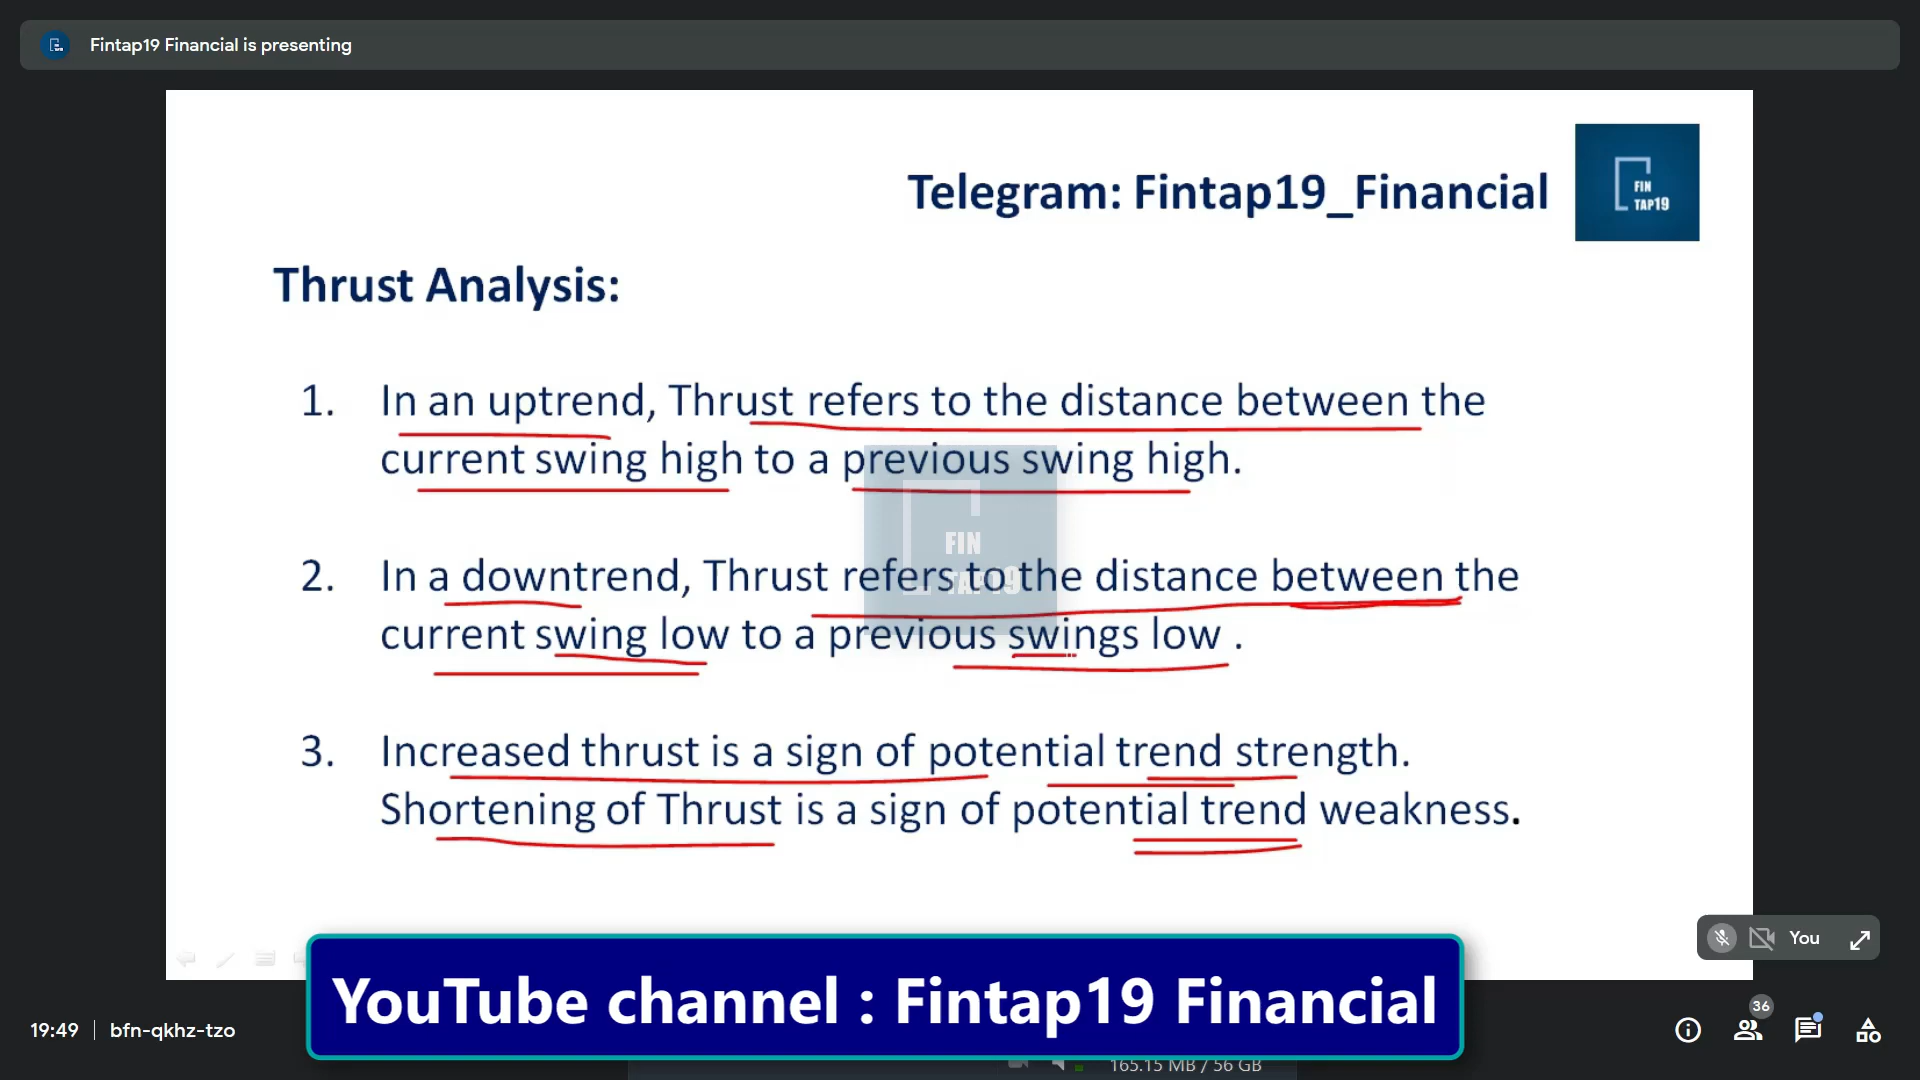 Fintap19 Financial is presenting
Telegram: Fintap19_Financial
FIN
TAP19
Thrust Analysis:
1. In an uptrend, Thrust refers to the distance between the
current swing high to a previous swing high.
FIN
TAP19
2. In a downtrend, Thrust refers to the distance between the
current swing low to a previous swings low .
3. Increased thrust is a sign of potential trend strength.
Shortening of Thrust is a sign of potential trend weakness.
You
YouTube channel : Fintap19 Financial
19:49 | bfn-qkhz-tzo
36
165.15 MB / 56 GB